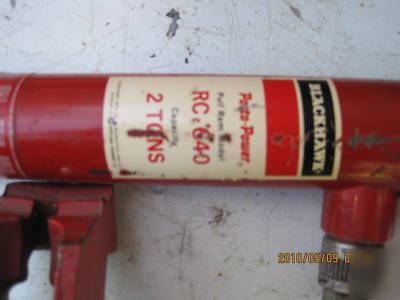 BLACKHAWK
Porto-Power
Pull Ram Model
RC-640
Capacity
2 TONS
2010/09/09